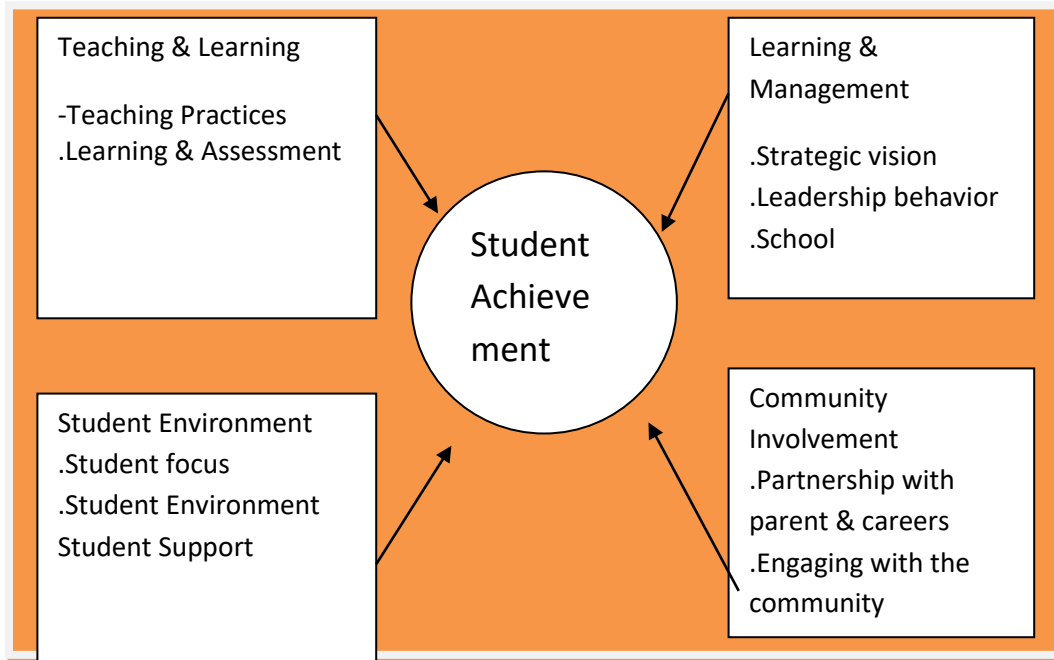 Teaching & Learning
-Teaching Practices
.Learning & Assessment
Learning &
Management
.Strategic vision
.Leadership behavior
.School
Student
Achieve
ment
Student Environment
.Student focus
.Student Environment
Student Support
Community
Involvement
.Partnership with
parent & careers
.Engaging with the
community